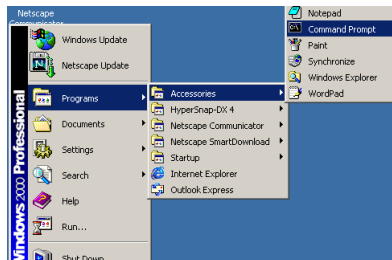 Netscape
Communicator
Windows Update
Netscape Update
Programs
Documents
Settings
Search
Help
Run...
Shut Down
Windows 2000 Professional
Accessories
HyperSnap-DX 4
Netscape Communicator
Netscape SmartDownload
Startup
Internet Explorer
Outlook Express
Notepad
Command Prompt
Paint
Synchronize
Windows Explorer
WordPad